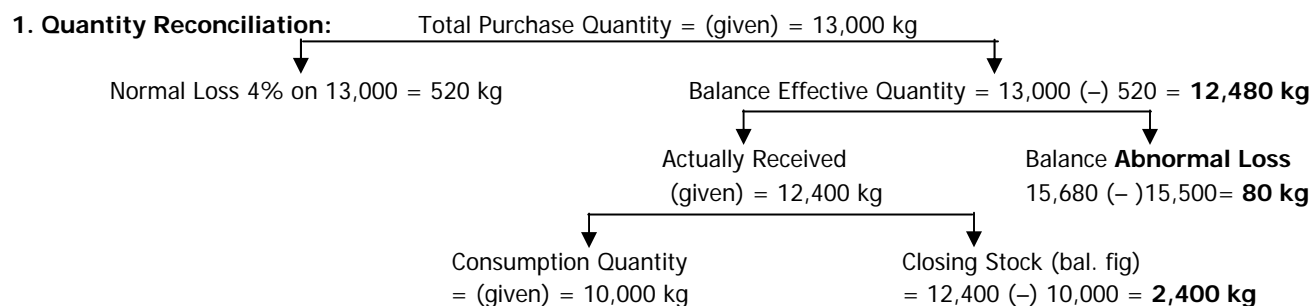 1. Quantity Reconciliation: Total Purchase Quantity = (given) = 13,000 kg
Normal Loss 4% on 13,000 = 520 kg Balance Effective Quantity = 13,000 (–) 520 = 12,480 kg
Actually Received Balance Abnormal Loss
(given) = 12,400 kg 15,680 (– )15,500= 80 kg
Consumption Quantity Closing Stock (bal. fig)
= (given) = 10,000 kg = 12,400 (–) 10,000 = 2,400 kg